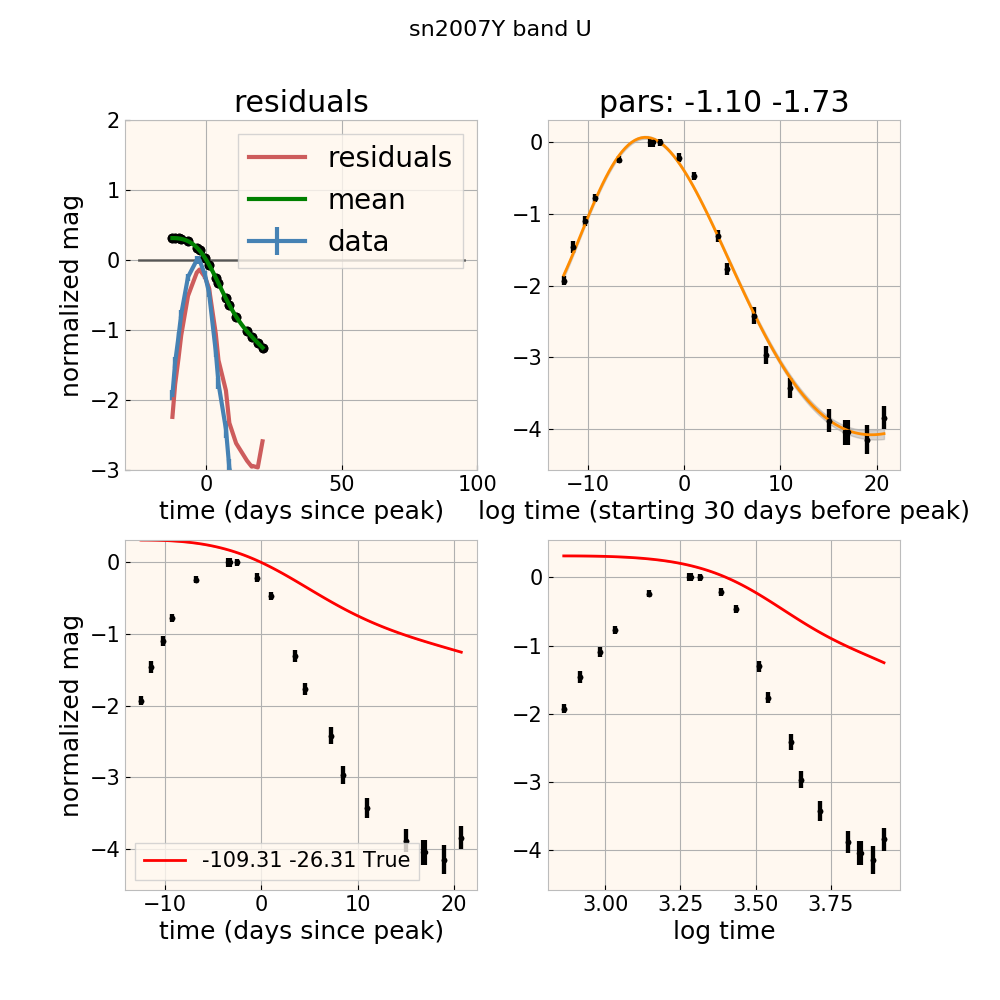 sn2007Y band U
residuals
pars: -1.10 -1.73
normalized mag
2
1
0
−1
−2
−3
residuals
mean
data
0
50
100
time (days since peak)
0
−1
−2
−3
−4
−10
0
10
20
log time (starting 30 days before peak)
normalized mag
0
−1
−2
−3
−4
-109.31 -26.31 True
−10
0
10
20
time (days since peak)
0
−1
−2
−3
−4
3.00
3.25
3.50
3.75
log time